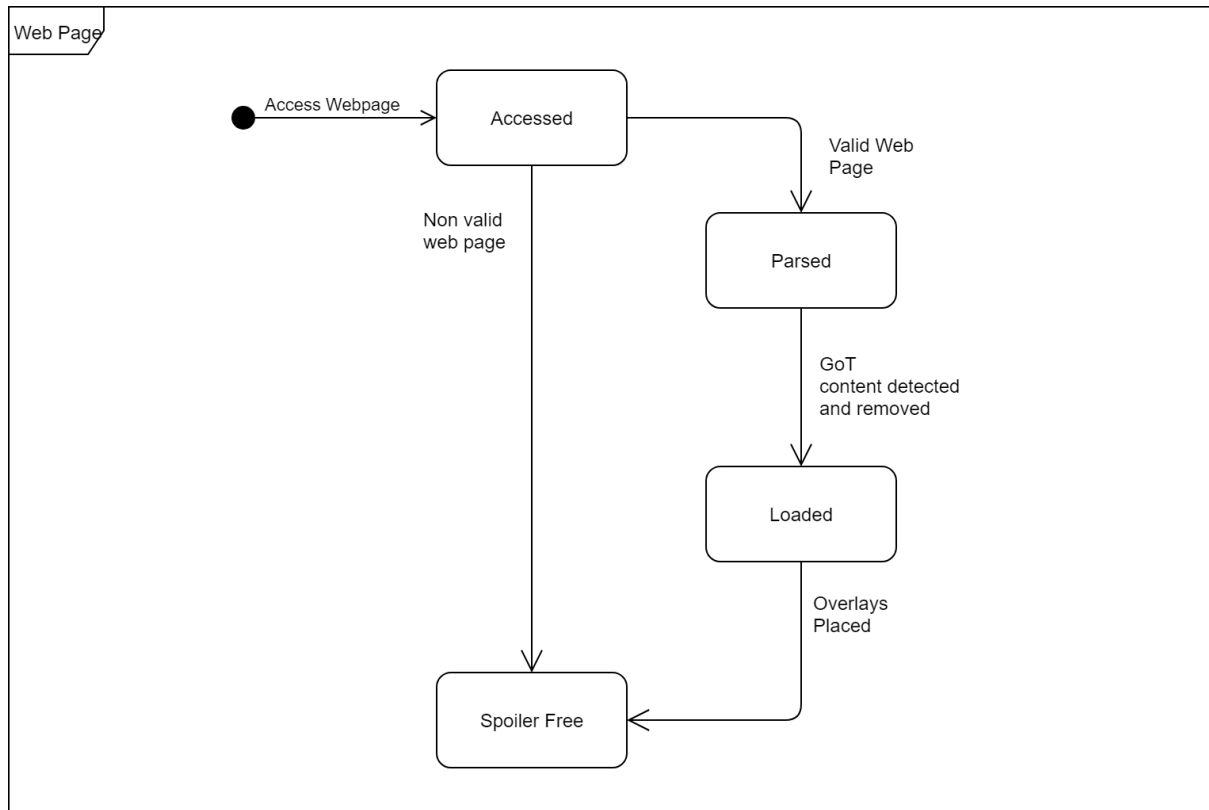 Web Page
Access Webpage
Accessed
Valid Web
Page
Non valid
web page
Parsed
GoT
content detected
and removed
Loaded
Overlays
Placed
Spoiler Free